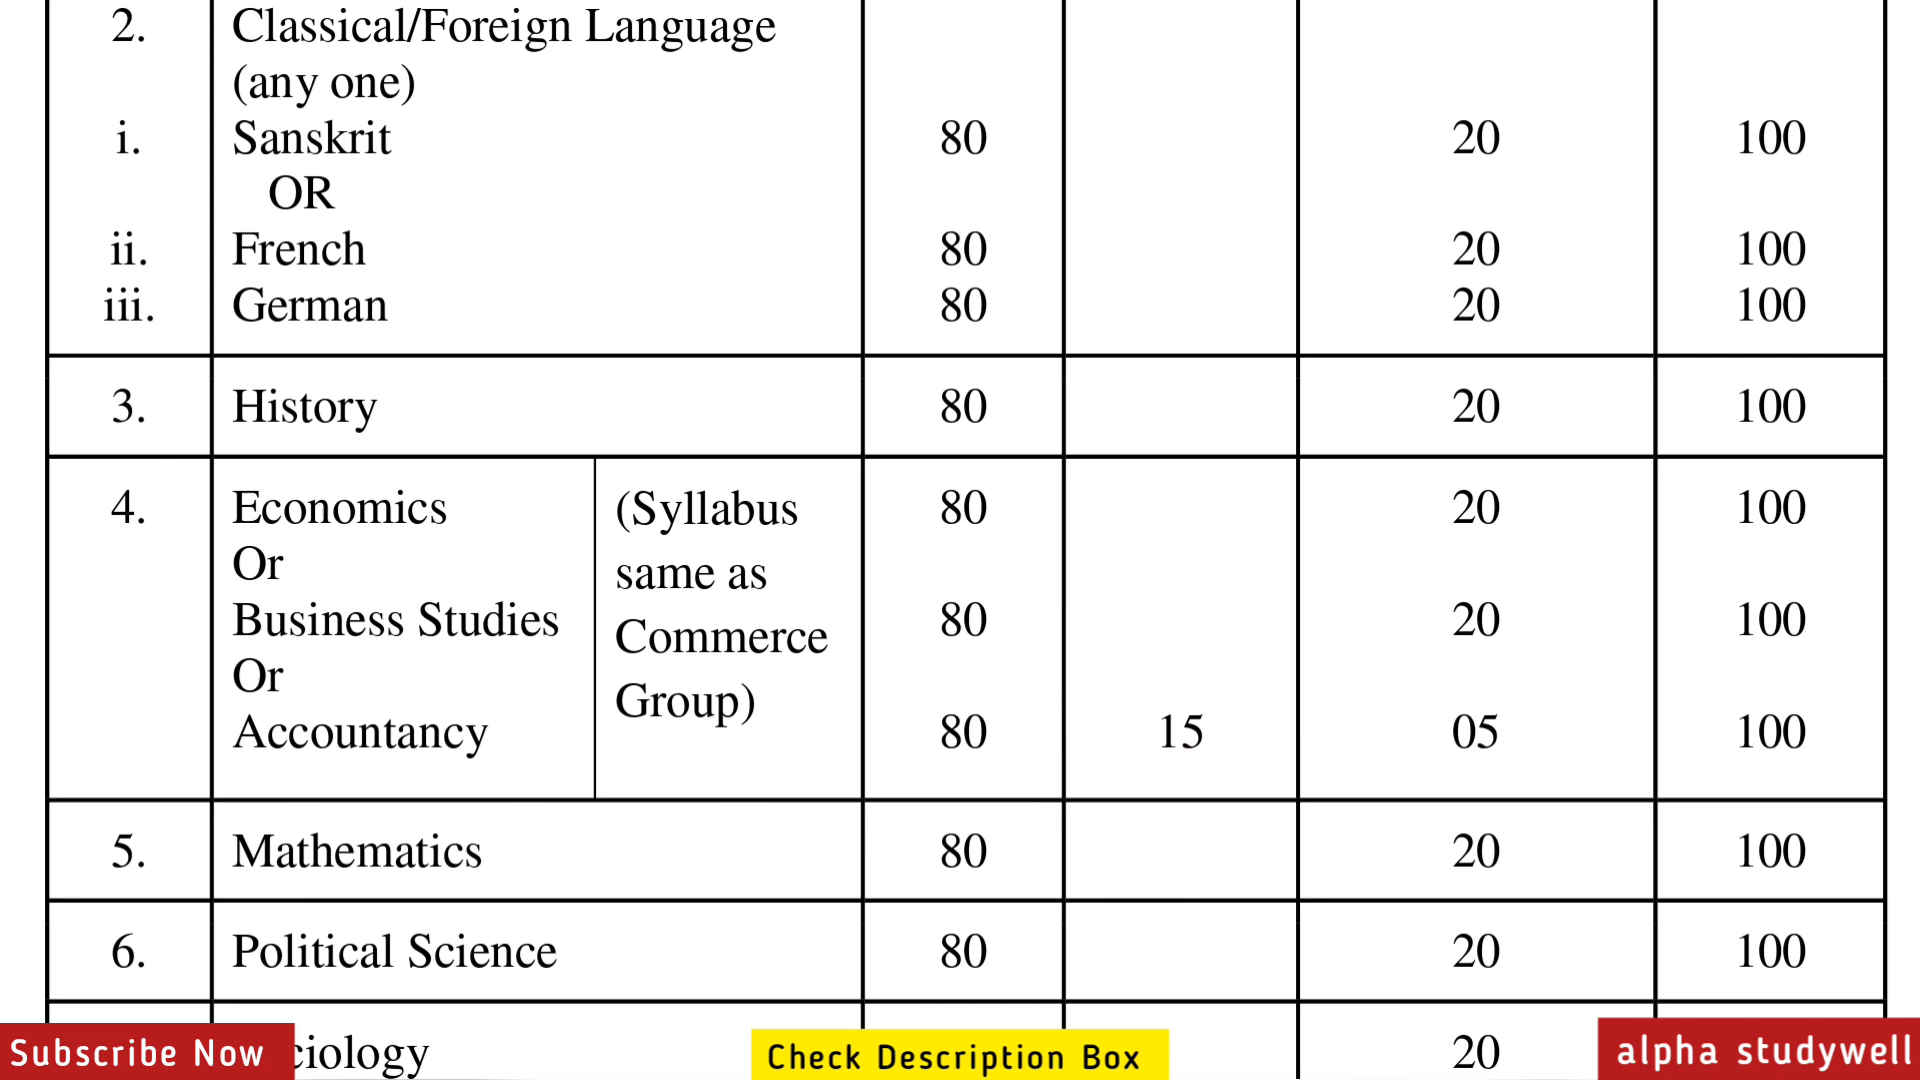 2. Classical/Foreign Language
(any one)
i. Sanskrit 80 20 100
OR
ii. French 80 20 100
iii. German 80 20 100
3. History 80 20 100
4. Economics (Syllabus 80 20 100
Or same as
Business Studies Commerce 80 20 100
Or Group)
Accountancy 80 15 05 100
5. Mathematics 80 20 100
6. Political Science 80 20 100
ciology 20
Subscribe Now
Check Description Box
alpha studywell